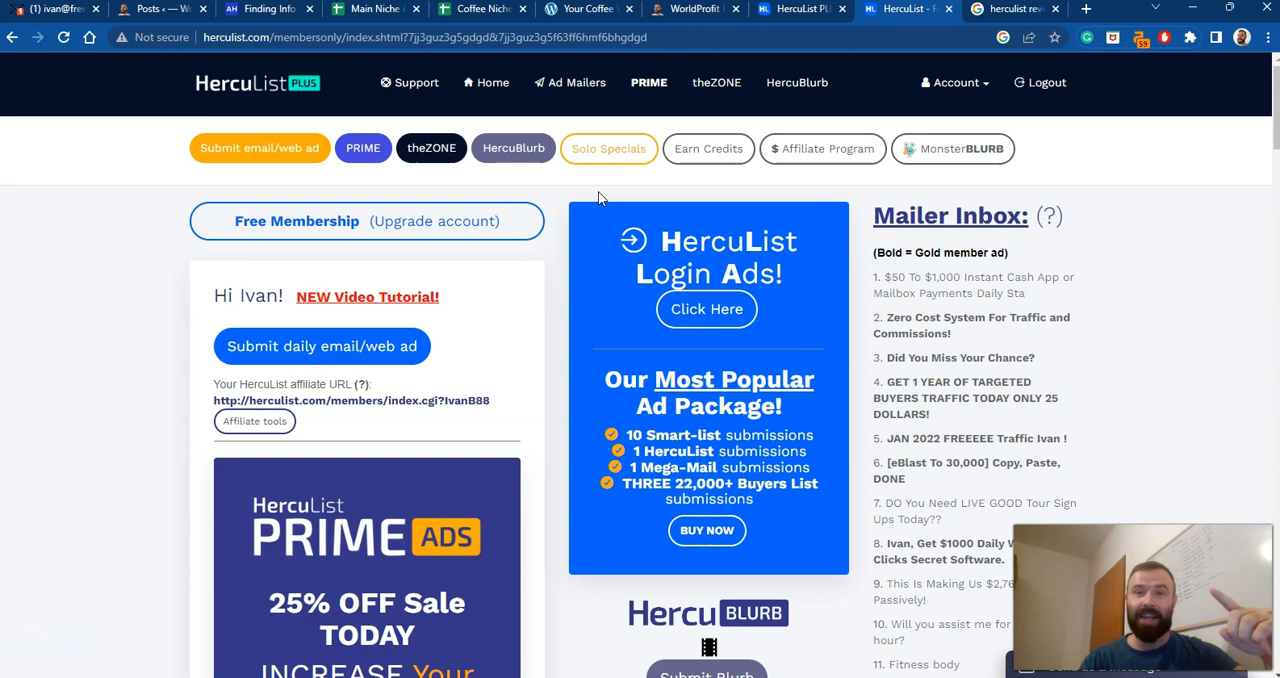 (1) ivan@fre
Posts ‹ — Wo
Finding Info
Main Niche A
Coffee Niche
Your Coffee V
WorldProfit D
HercuList PLU
HercuList - F
herculist revi
Not secure
herculist.com/membersonly/index.shtml?7jj3guz3g5gdgd&7jj3guz3g5f63ff6hmf6bhgdgd
59
HercuList PLUS
Support
Home
Ad Mailers
PRIME
theZONE
HercuBlurb
Account
Logout
Submit email/web ad
PRIME
theZONE
HercuBlurb
Solo Specials
Earn Credits
$ Affiliate Program
MonsterBLURB
Free Membership (Upgrade account)
Hi Ivan! NEW Video Tutorial!
Submit daily email/web ad
Your HercuList affiliate URL (?):
http://herculist.com/members/index.cgi?IvanB88
Affiliate tools
HercuList
PRIME ADS
25% OFF Sale
TODAY
INCREASE Your
HercuList
Login Ads!
Click Here
Our Most Popular
Ad Package!
10 Smart-list submissions
1 HercuList submissions
1 Mega-Mail submissions
THREE 22,000+ Buyers List
submissions
BUY NOW
Hercu BLURB
Submit Blurb
Mailer Inbox: (?)
(Bold = Gold member ad)
1. $50 To $1,000 Instant Cash App or
Mailbox Payments Daily Sta
2. Zero Cost System For Traffic and
Commissions!
3. Did You Miss Your Chance?
4. GET 1 YEAR OF TARGETED
BUYERS TRAFFIC TODAY ONLY 25
DOLLARS!
5. JAN 2022 FREEEEE Traffic Ivan !
6. [eBlast To 30,000] Copy, Paste,
DONE
7. DO You Need LIVE GOOD Tour Sign
Ups Today??
8. Ivan, Get $1000 Daily W
Clicks Secret Software.
9. This Is Making Us $2,76
Passively!
10. Will you assist me for
hour?
11. Fitness body